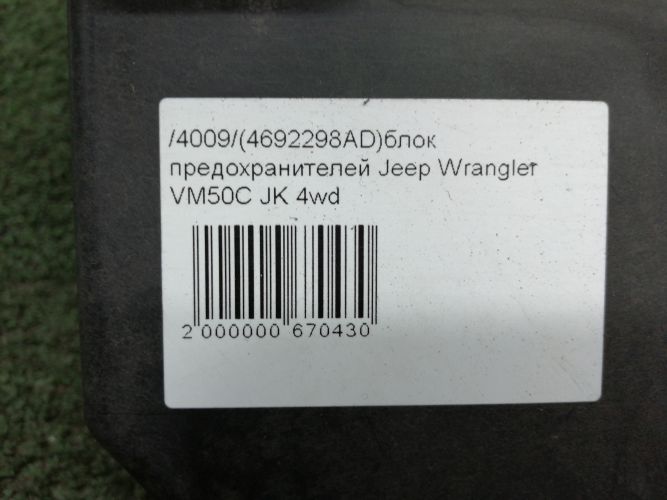 /4009/(4692298AD)блок
предохранителей Jeep Wrangler
VM50C JK 4wd
2 000000 670430